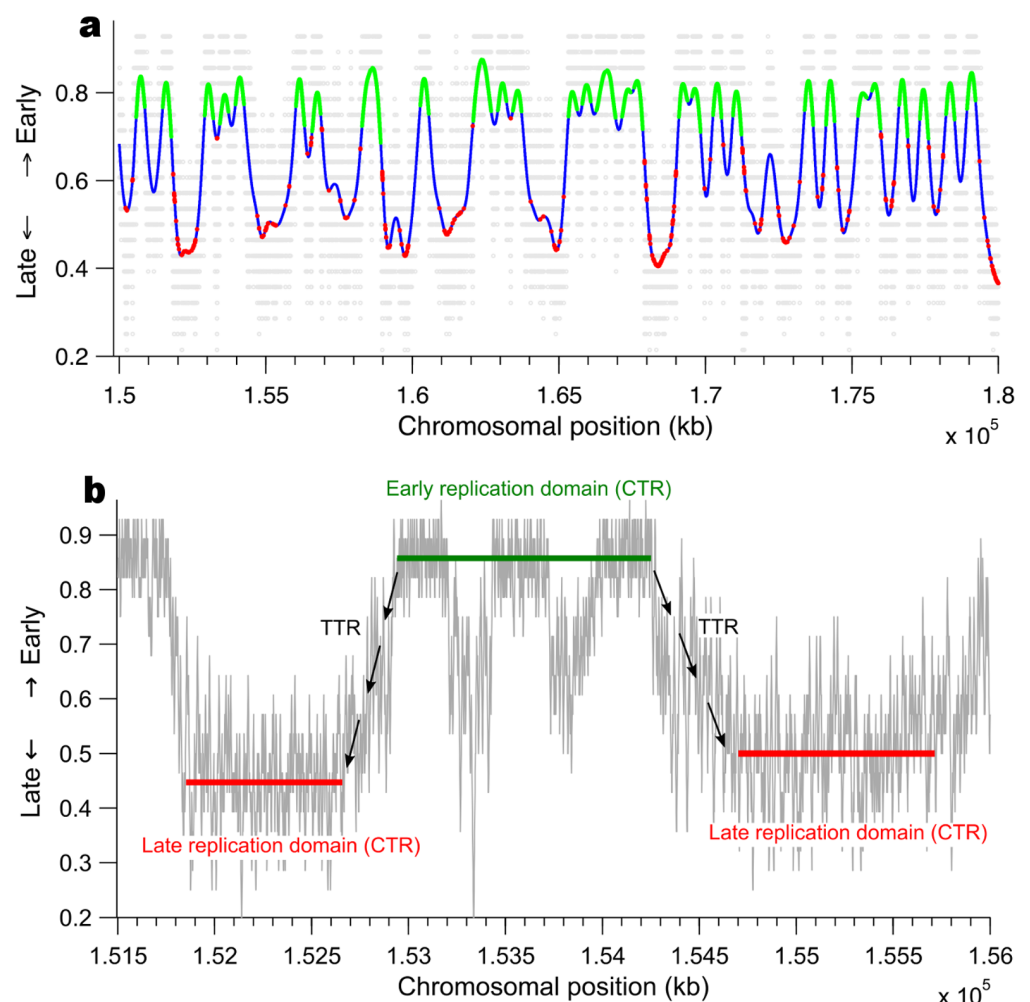 a
0.8
0.6
0.4
0.2
Late ← → Early
1.5 1.55 1.6 1.65 1.7 1.75 1.8
Chromosomal position (kb)
x 10^5
b
Early replication domain (CTR)
0.9
0.8
0.7
0.6
0.5
0.4
0.3
0.2
Late ← → Early
TTR
TTR
Late replication domain (CTR)
Late replication domain (CTR)
1.515 1.52 1.525 1.53 1.535 1.54 1.545 1.55 1.555 1.56
Chromosomal position (kb)
x 10^5